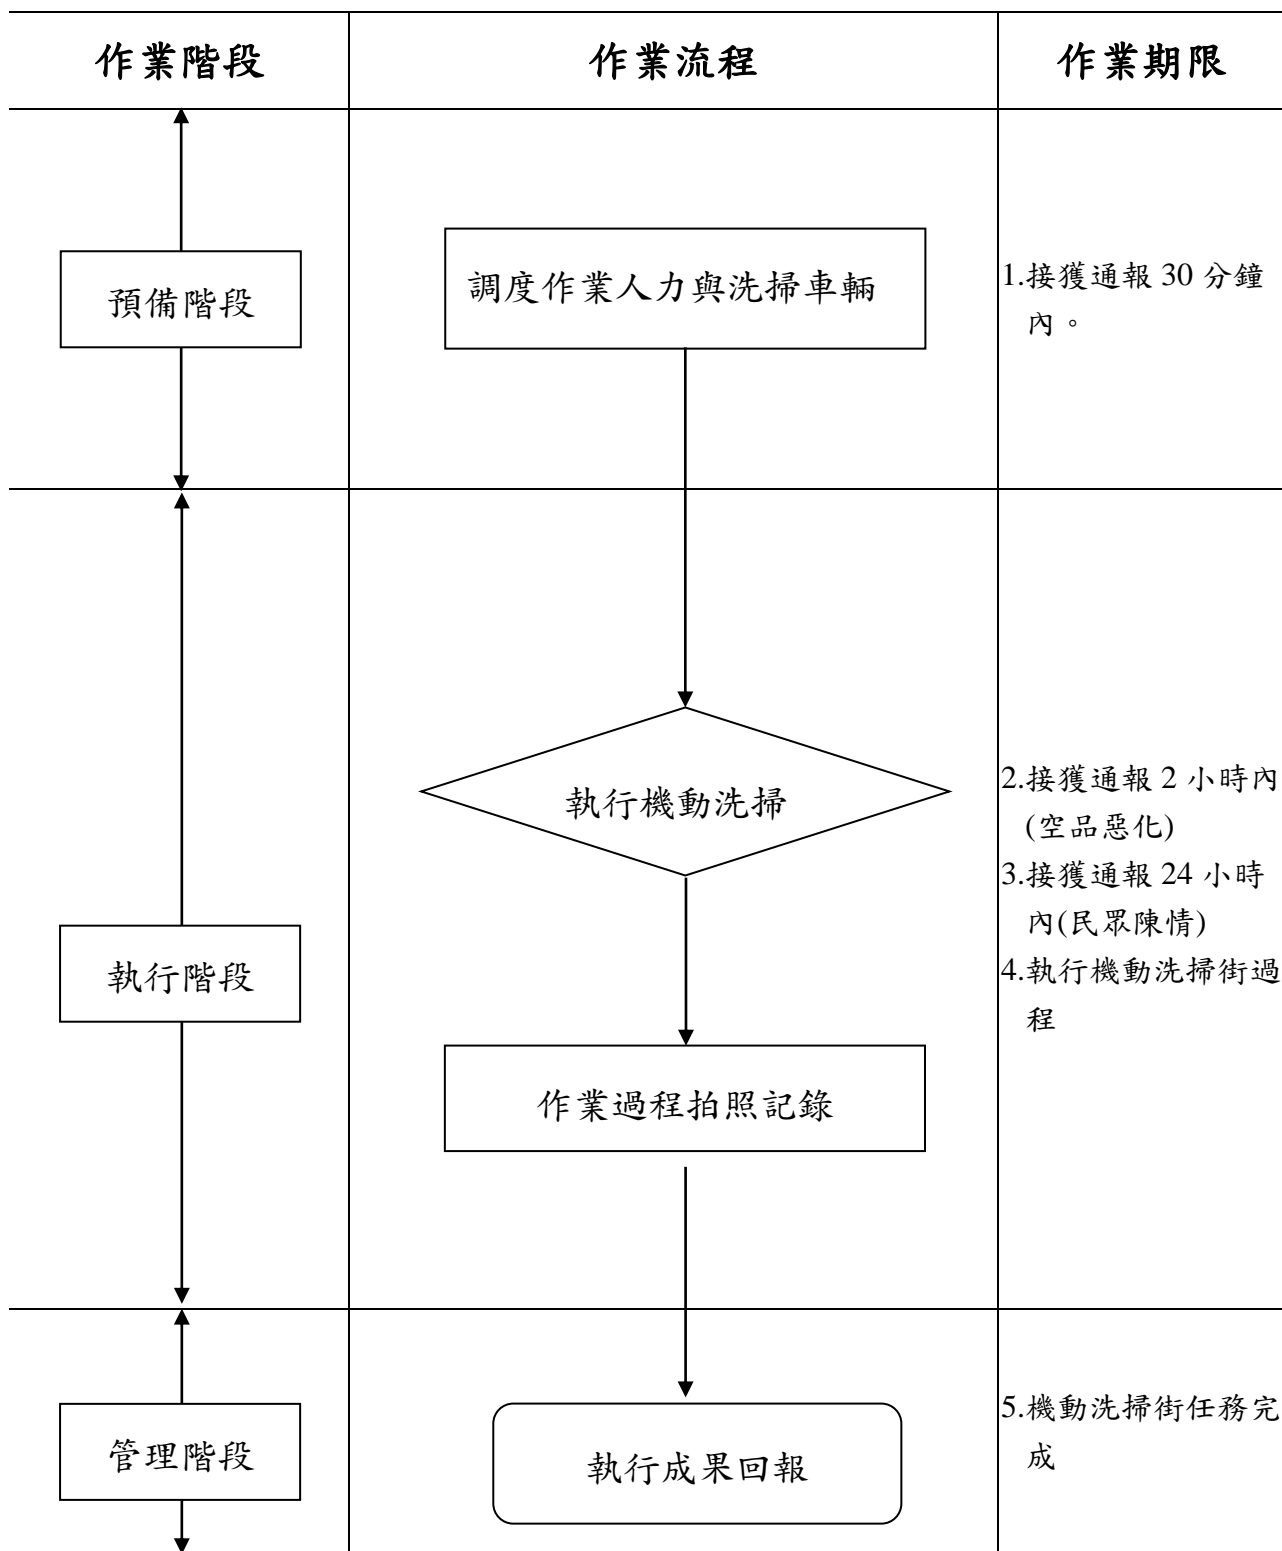 作業階段
作業流程
作業期限
預備階段
調度作業人力與洗掃車輛
1.接獲通報 30 分鐘
內。
執行階段
執行機動洗掃
作業過程拍照記錄
2.接獲通報 2 小時內
(空品惡化)
3.接獲通報 24 小時
內(民眾陳情)
4.執行機動洗掃街過
程
管理階段
執行成果回報
5.機動洗掃街任務完
成